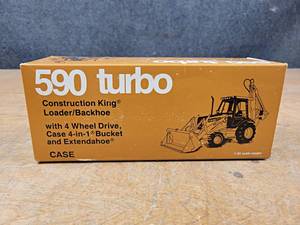 590 turbo
Construction King®
Loader/Backhoe
with 4 Wheel Drive,
Case 4-in-1® Bucket
and Extendahoe®
CASE